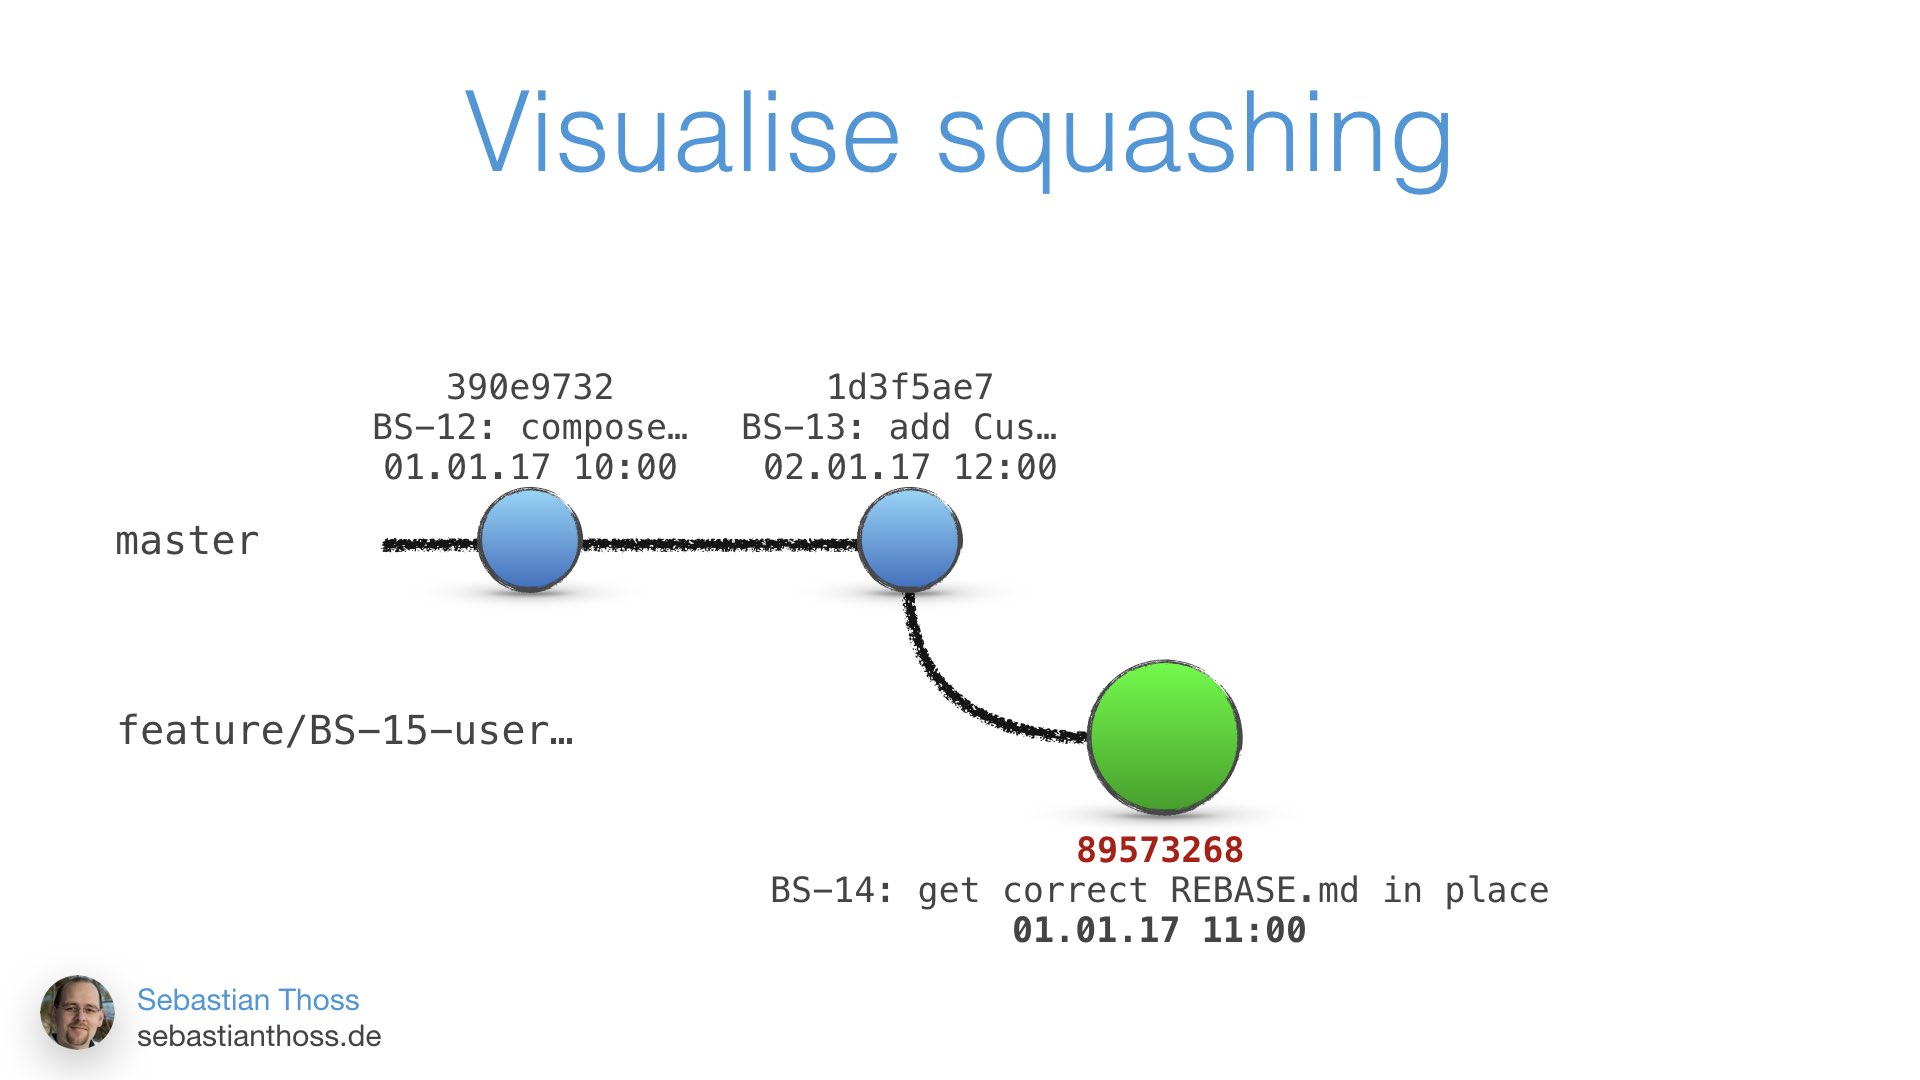 Visualise squashing
390e9732
BS-12: compose…
01.01.17 10:00
1d3f5ae7
BS-13: add Cus…
02.01.17 12:00
master
feature/BS-15-user…
89573268
BS-14: get correct REBASE.md in place
01.01.17 11:00
Sebastian Thoss
sebastianthoss.de